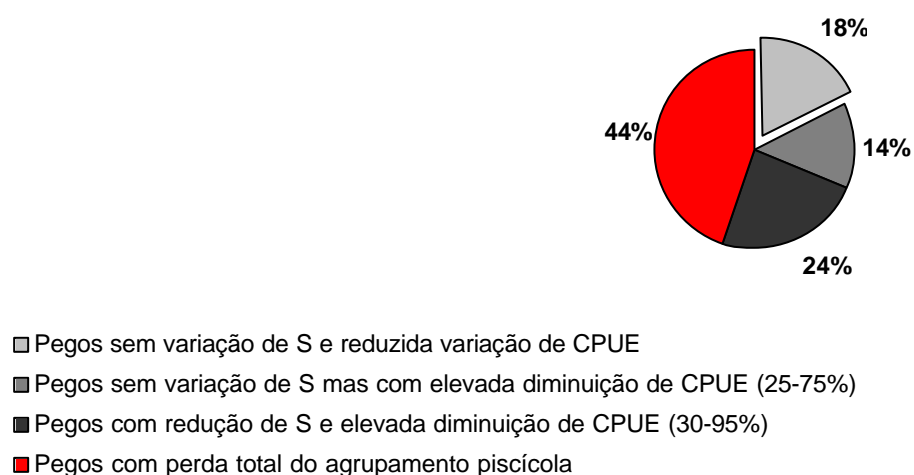 18%
44%
14%
24%
Pegos sem variação de S e reduzida variação de CPUE
Pegos sem variação de S mas com elevada diminuição de CPUE (25-75%)
Pegos com redução de S e elevada diminuição de CPUE (30-95%)
Pegos com perda total do agrupamento piscícola